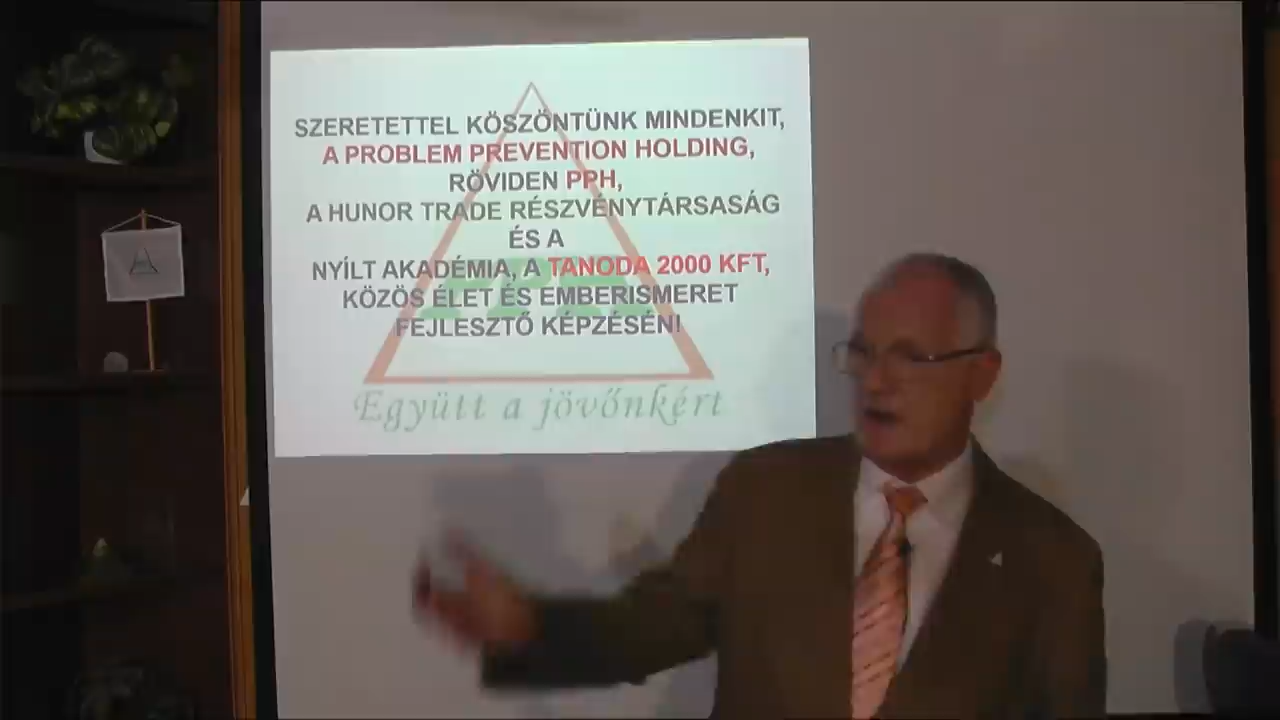 SZERETETTEL KÖSZÖNTÜNK MINDENKIT,
A PROBLEM PREVENTION HOLDING,
RÖVIDEN PPH,
A HUNOR TRADE RÉSZVÉNYTÁRSASÁG
ÉS A
NYÍLT AKADÉMIA, A TANODA 2000 KFT,
KÖZÖS ÉLET ÉS EMBERISMERET
FEJLESZTŐ KÉPZÉSÉN!
PPH
Együtt a jövőnkért